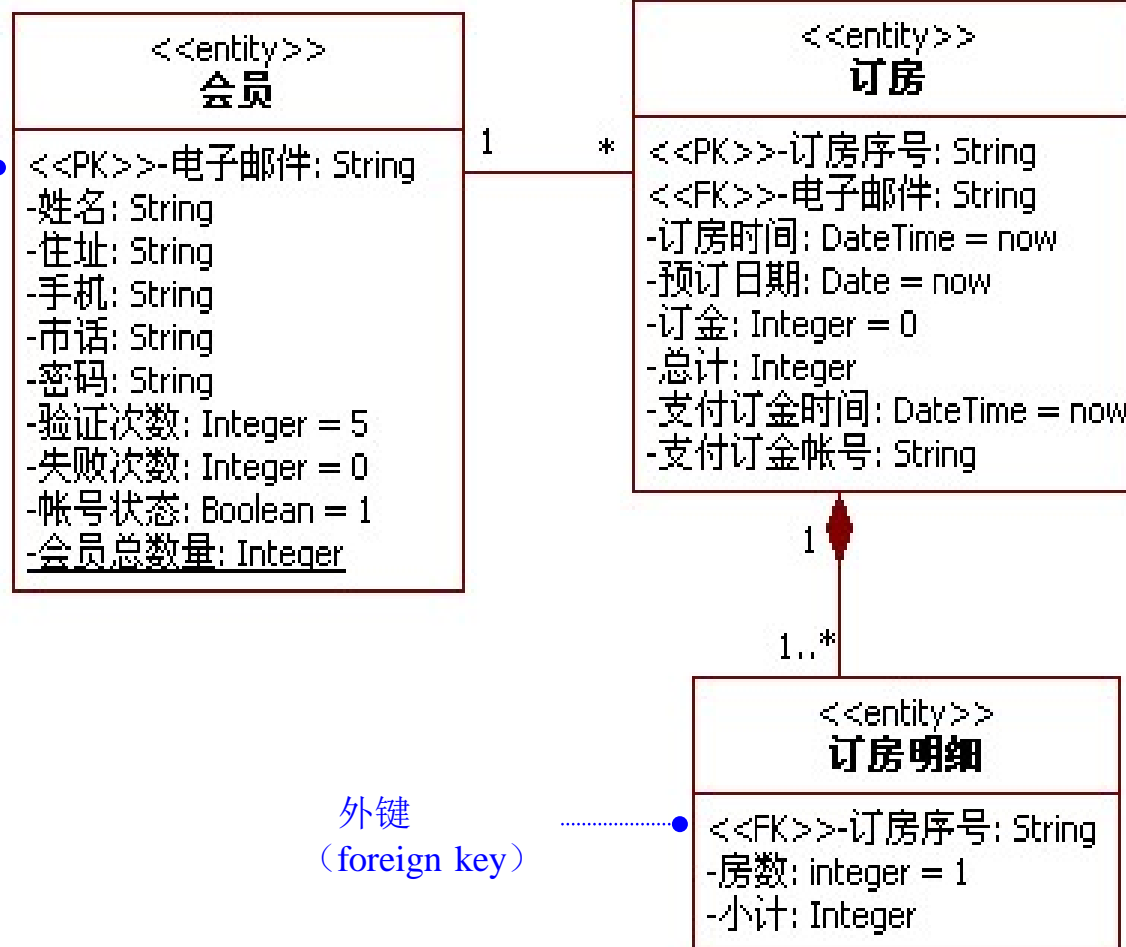 <<entity>>
会员
<<PK>>-电子邮件: String
-姓名: String
-住址: String
-手机: String
-市话: String
-密码: String
-验证次数: Integer = 5
-失败次数: Integer = 0
-帐号状态: Boolean = 1
-会员总数量: Integer
1
*
<<entity>>
订房
<<PK>>-订房序号: String
<<FK>>-电子邮件: String
-订房时间: DateTime = now
-预订日期: Date = now
-订金: Integer = 0
-总计: Integer
-支付订金时间: DateTime = now
-支付订金帐号: String
1
1..*
<<entity>>
订房明细
<<FK>>-订房序号: String
-房数: integer = 1
-小计: Integer
外键
（foreign key）